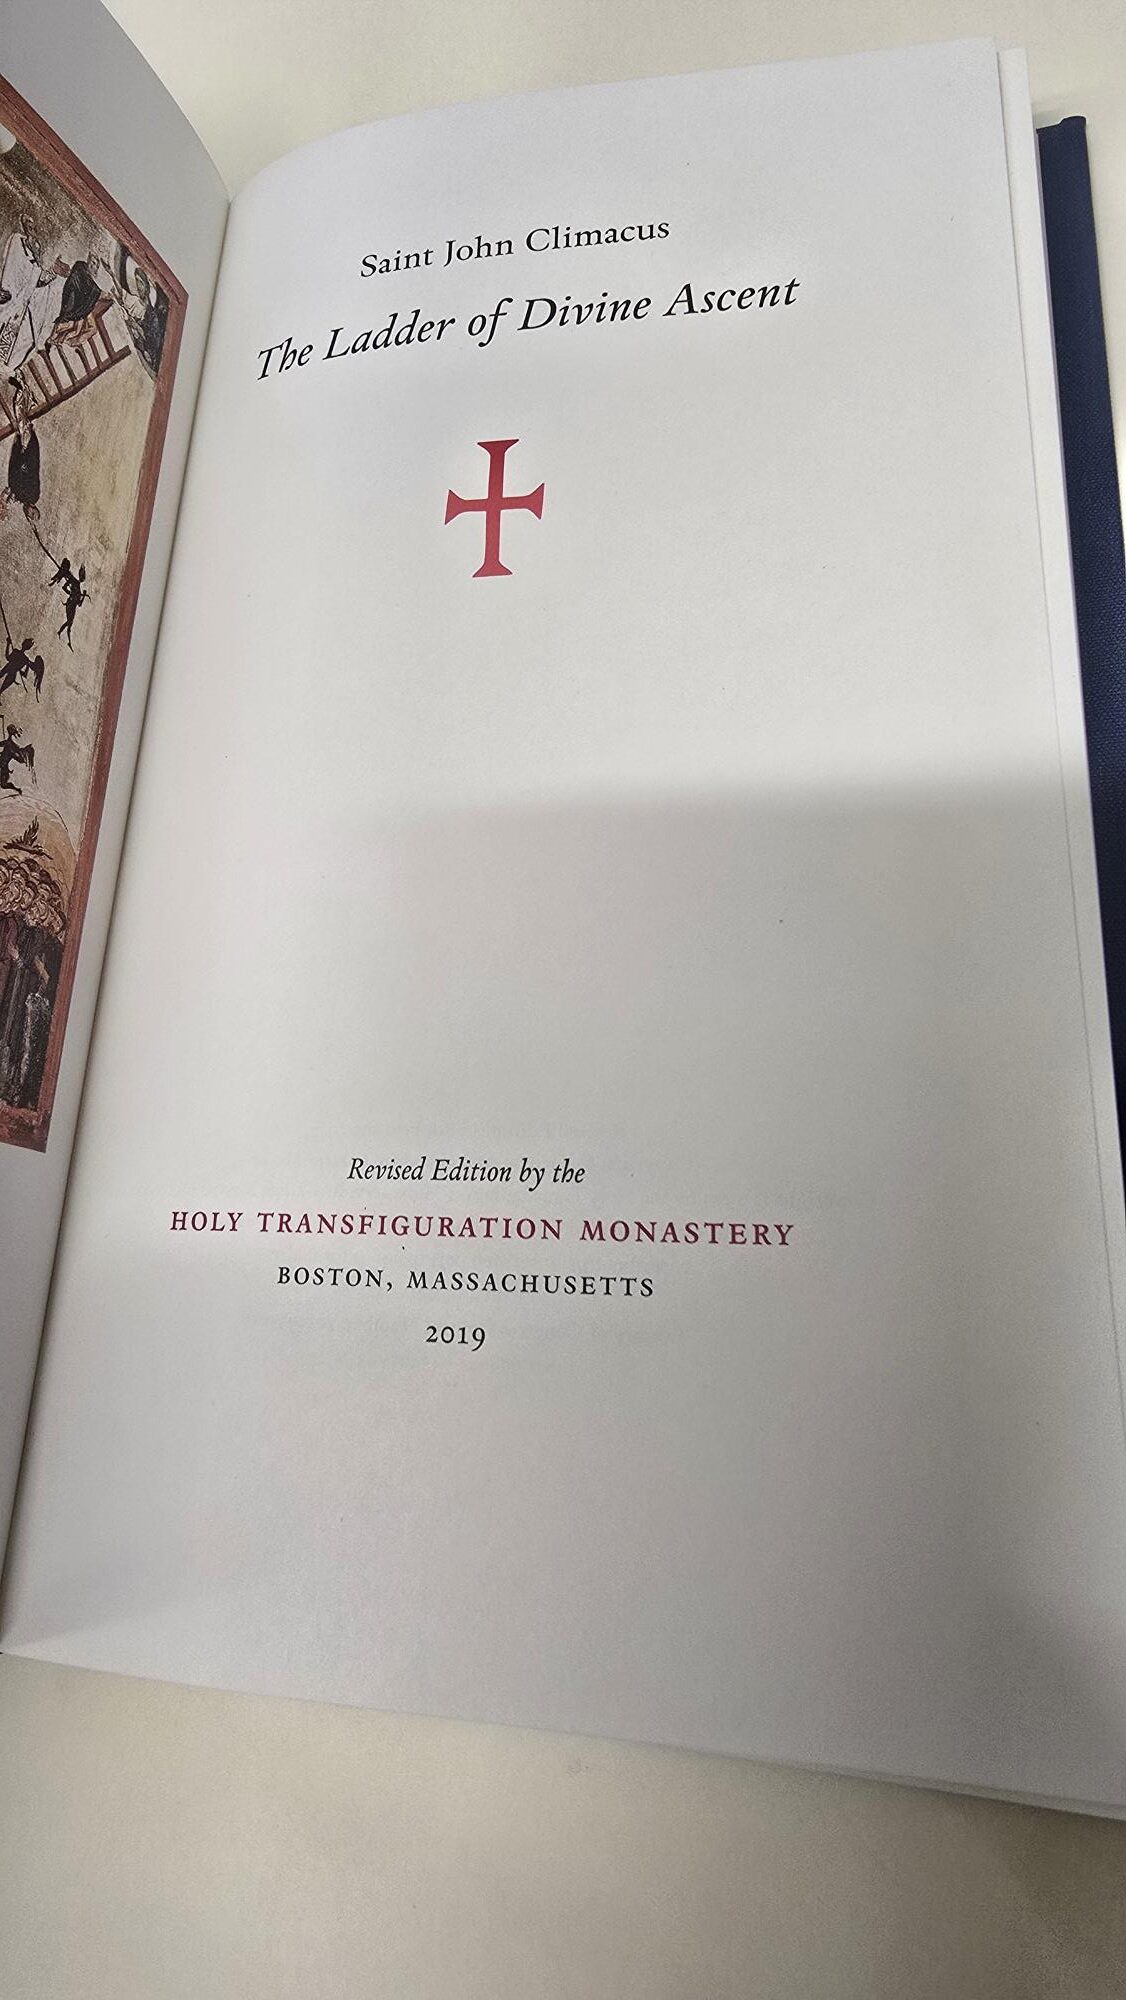 Saint John Climacus
The Ladder of Divine Ascent
Revised Edition by the
HOLY TRANSFIGURATION MONASTERY
BOSTON, MASSACHUSETTS
2019